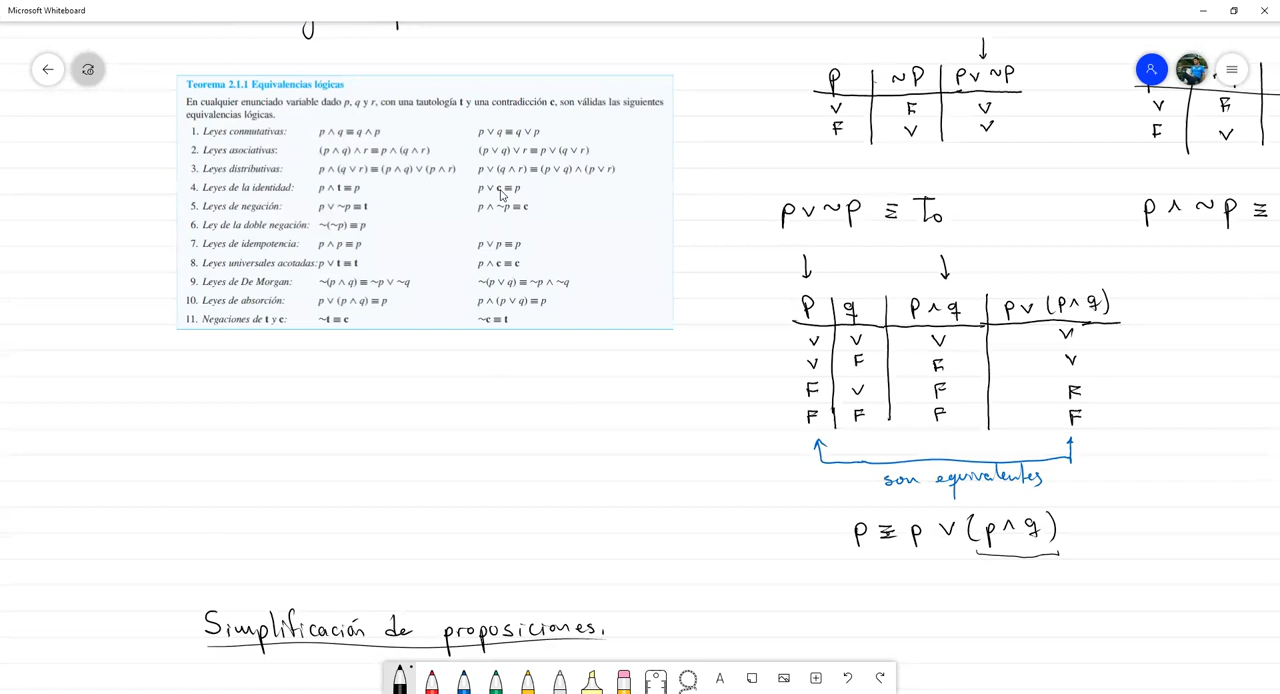 Microsoft Whiteboard
Teorema 2.1.1 Equivalencias lógicas
En cualquier enunciado variable dado p, q y r, con una tautología t y una contradicción c, son válidas las siguientes
equivalencias lógicas.
1. Leyes conmutativas: p ∧ q ≡ q ∧ p p ∨ q ≡ q ∨ p
2. Leyes asociativas: (p ∧ q) ∧ r ≡ p ∧ (q ∧ r) (p ∨ q) ∨ r ≡ p ∨ (q ∨ r)
3. Leyes distributivas: p ∧ (q ∨ r) ≡ (p ∧ q) ∨ (p ∧ r) p ∨ (q ∧ r) ≡ (p ∨ q) ∧ (p ∨ r)
4. Leyes de la identidad: p ∧ t ≡ p p ∨ c ≡ p
5. Leyes de negación: p ∨ ~p ≡ t p ∧ ~p ≡ c
6. Ley de la doble negación: ~(~p) ≡ p
7. Leyes de idempotencia: p ∧ p ≡ p p ∨ p ≡ p
8. Leyes universales acotadas: p ∨ t ≡ t p ∧ c ≡ c
9. Leyes de De Morgan: ~(p ∧ q) ≡ ~p ∨ ~q ~(p ∨ q) ≡ ~p ∧ ~q
10. Leyes de absorción: p ∨ (p ∧ q) ≡ p p ∧ (p ∨ q) ≡ p
11. Negaciones de t y c: ~t ≡ c ~c ≡ t
p ~p p ∨ ~p
V F V
F V V
V F
F V
p ∨ ~p ≡ T₀
p ∧ ~p ≡
p q p ∧ q p ∨ (p ∧ q)
V V V V
V F F V
F V F F
F F F F
son equivalentes
p ≡ p ∨ (p ∧ q)
Simplificación de proposiciones.
A